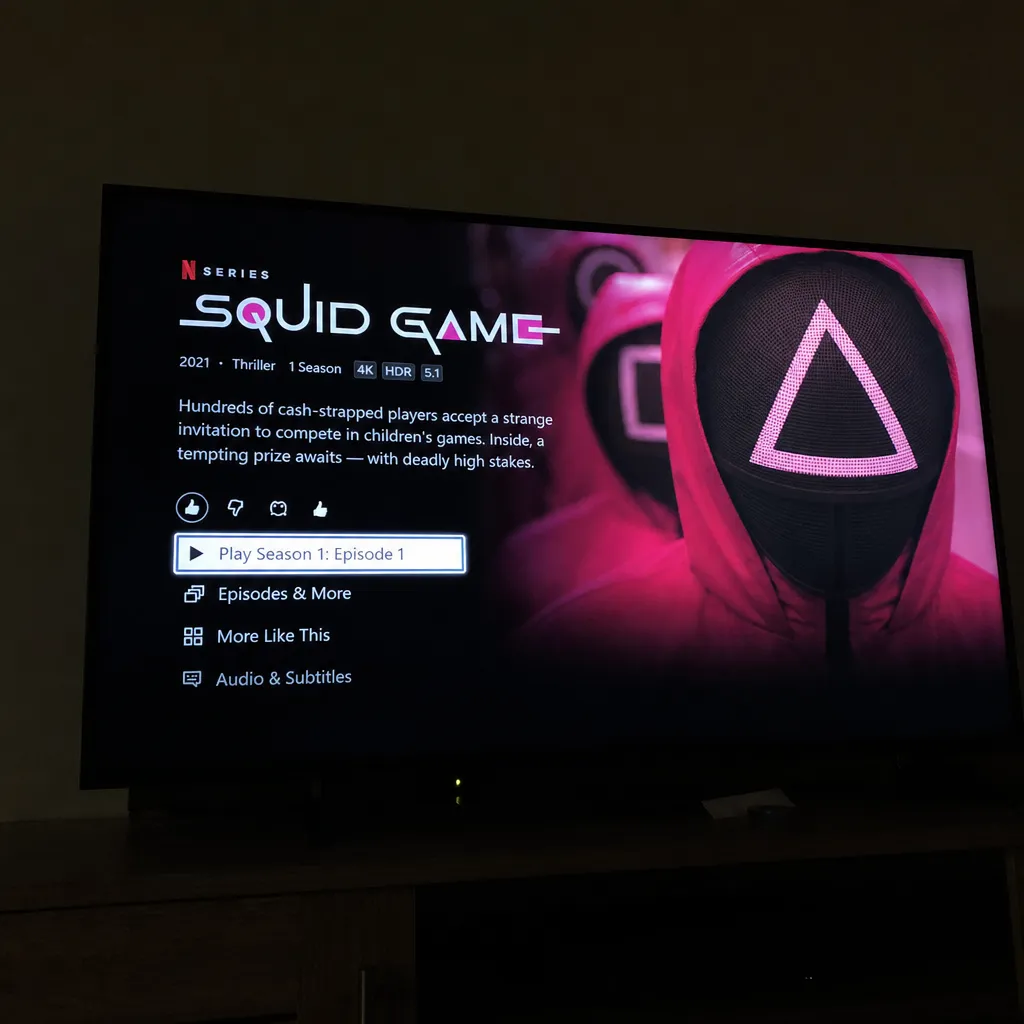 N SERIES
SQUID GAME
2021 • Thriller 1 Season 4K HDR 5.1
Hundreds of cash-strapped players accept a strange
invitation to compete in children's games. Inside, a
tempting prize awaits — with deadly high stakes.
Play Season 1: Episode 1
Episodes & More
More Like This
Audio & Subtitles